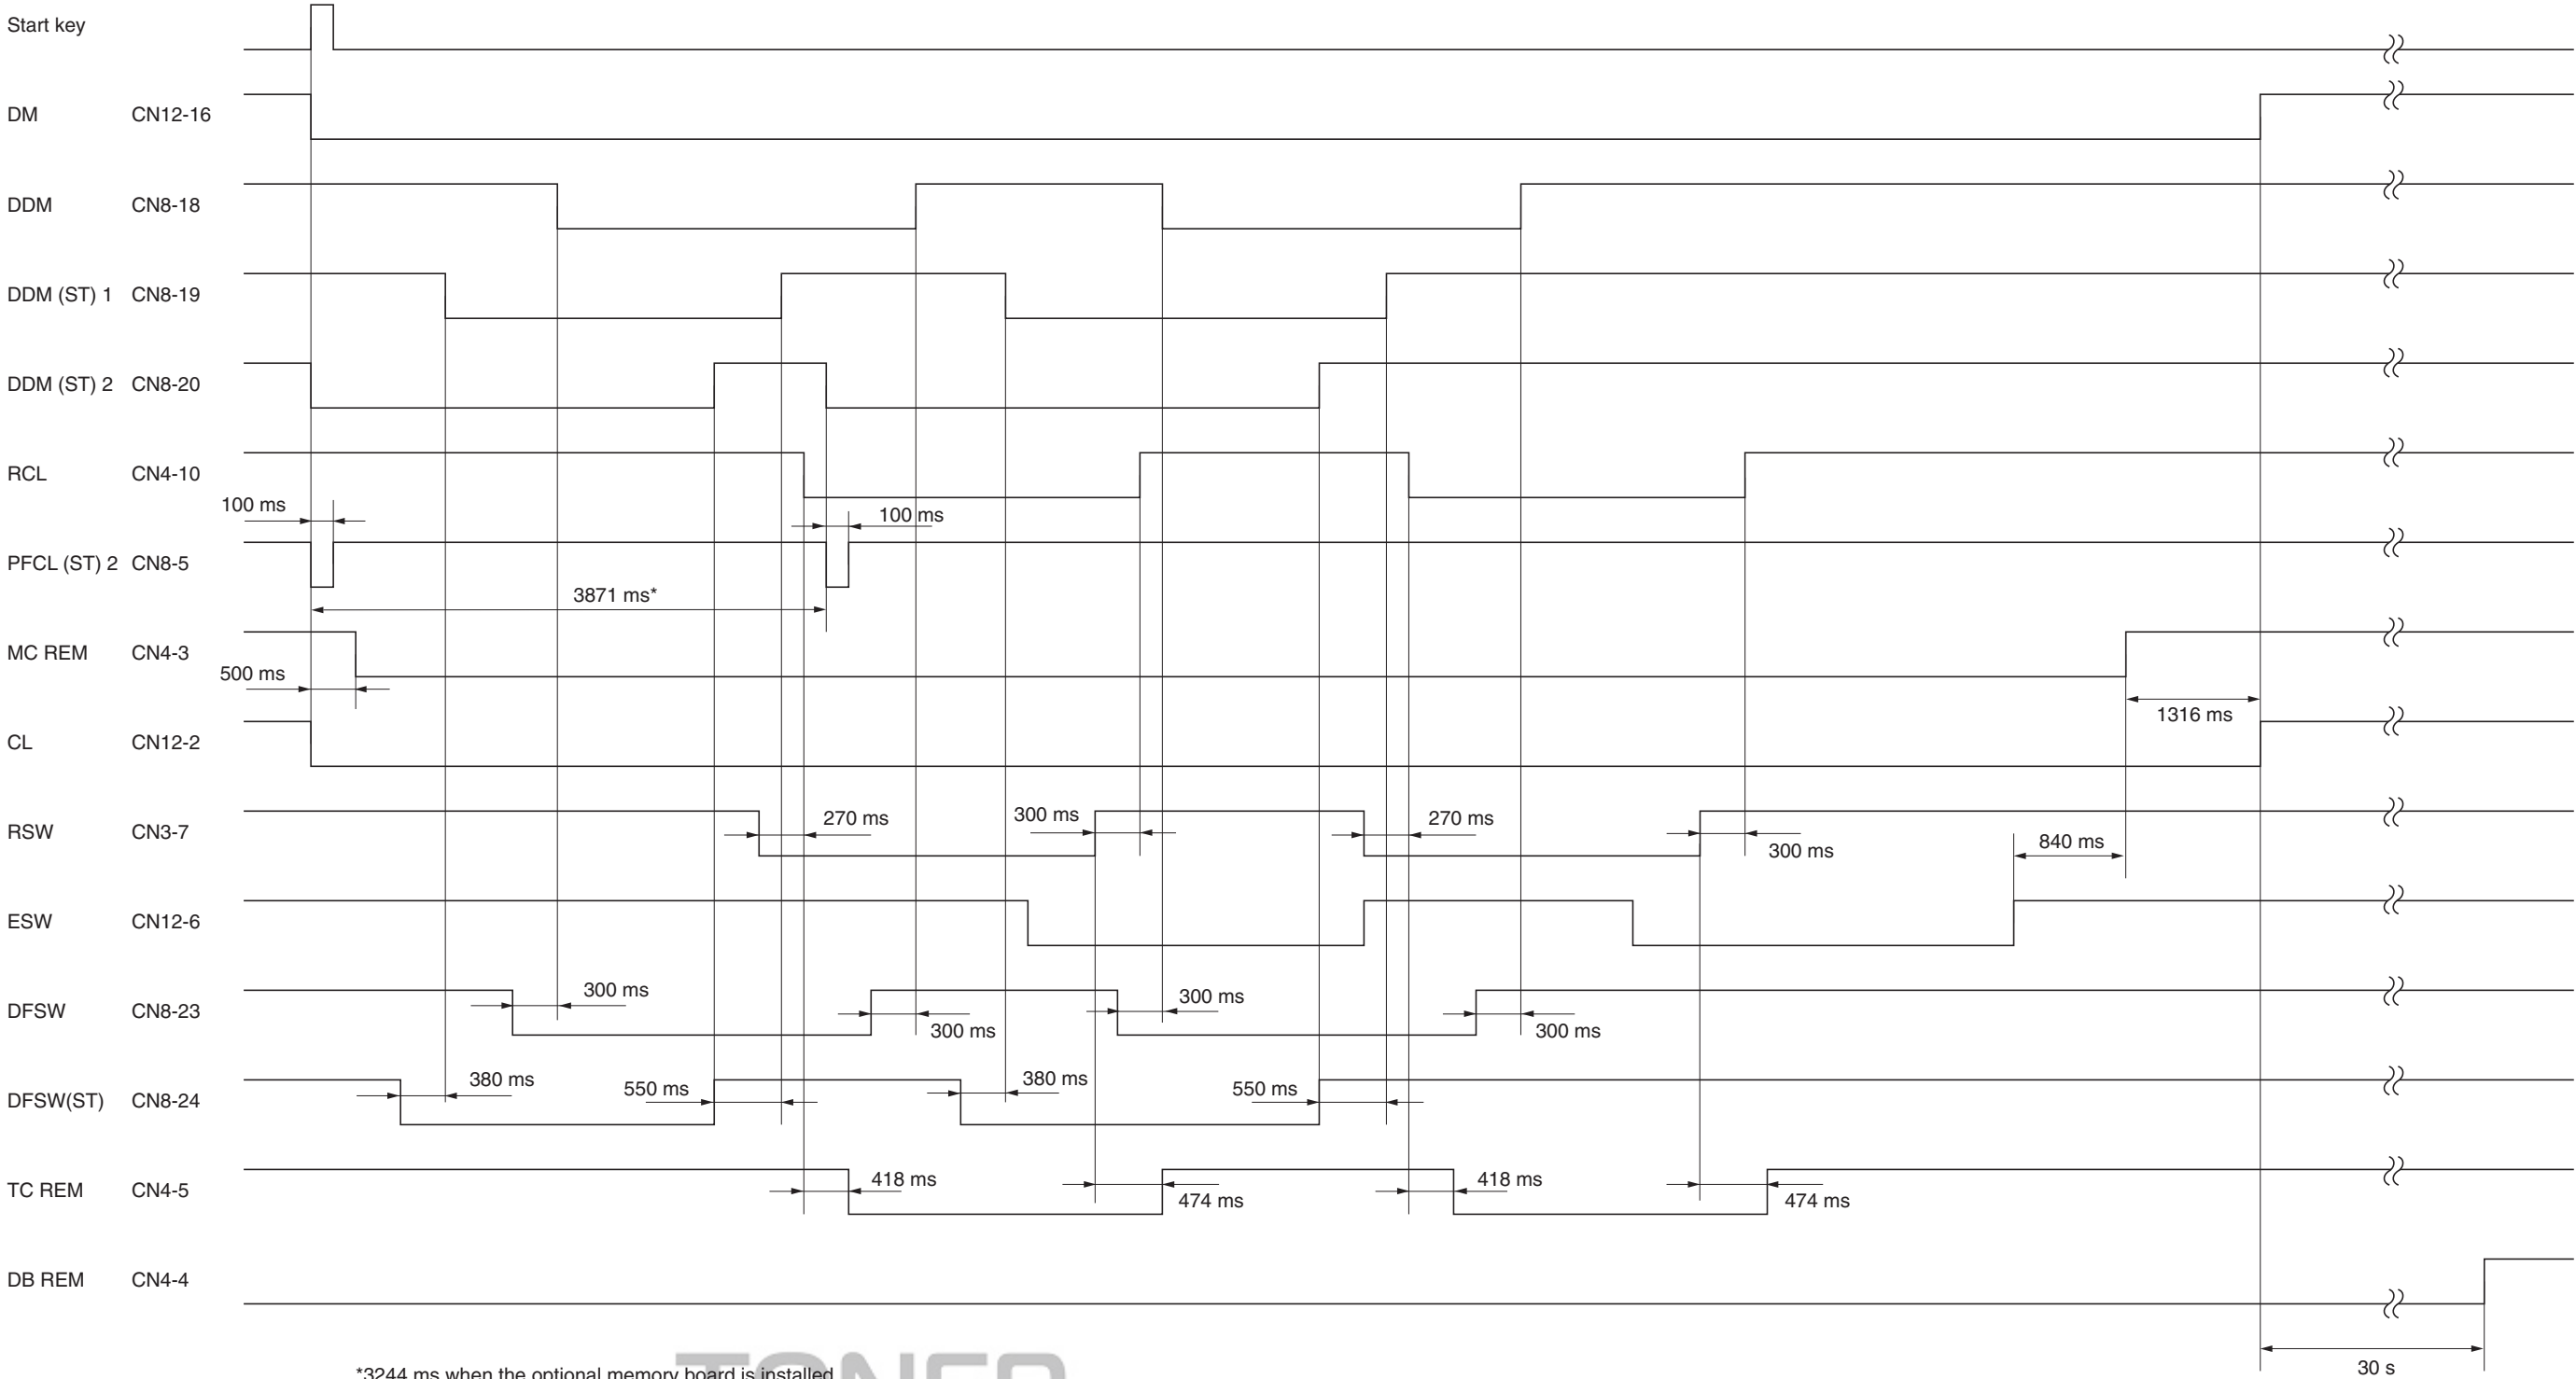 Start key
DM CN12-16
DDM CN8-18
DDM (ST) 1 CN8-19
DDM (ST) 2 CN8-20
RCL CN4-10
100 ms
100 ms
PFCL (ST) 2 CN8-5
3871 ms*
MC REM CN4-3
500 ms
1316 ms
CL CN12-2
RSW CN3-7
270 ms
300 ms
270 ms
300 ms
840 ms
ESW CN12-6
DFSW CN8-23
300 ms
300 ms
300 ms
300 ms
DFSW(ST) CN8-24
380 ms
550 ms
380 ms
550 ms
TC REM CN4-5
418 ms
474 ms
418 ms
474 ms
DB REM CN4-4
30 s
*3244 ms when the optional memory board is installed
TONER